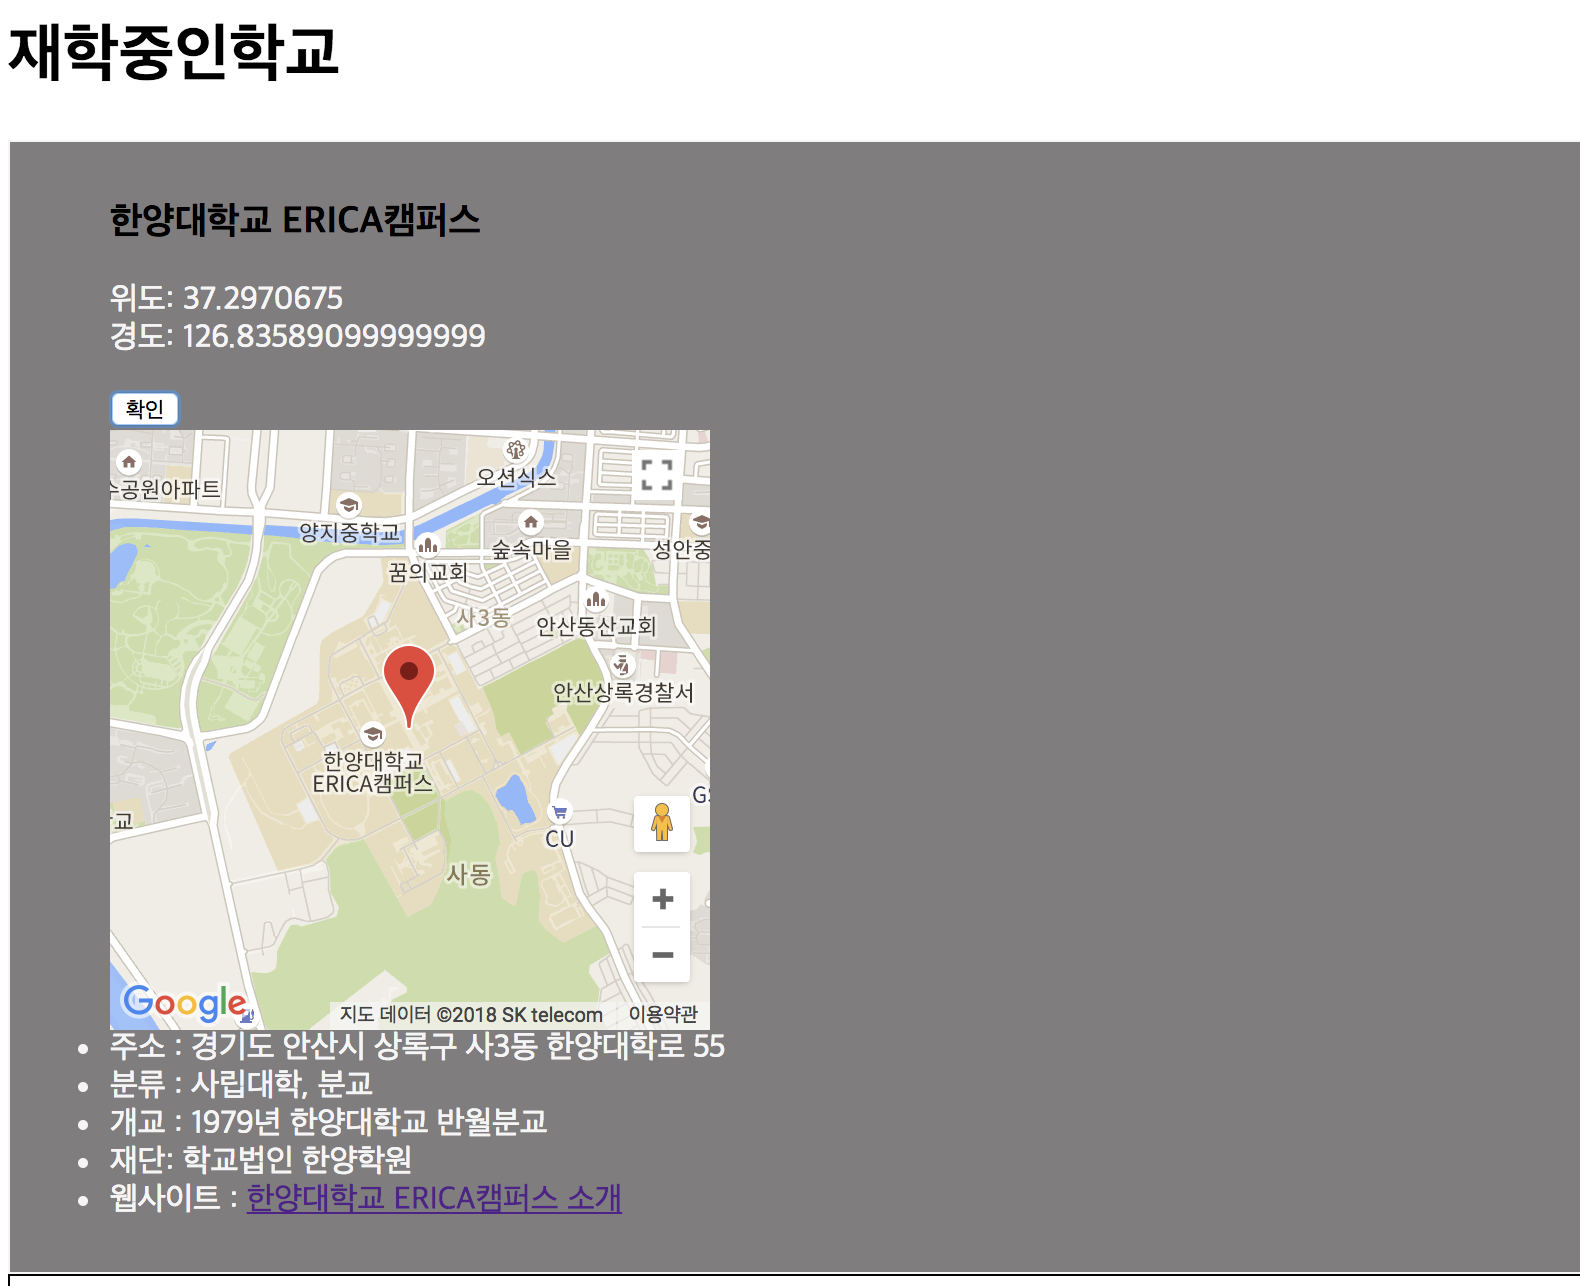 재학중인학교
한양대학교 ERICA캠퍼스
위도: 37.2970675
경도: 126.83589099999999
확인
오션식스
수공원아파트
양지중학교
숲속마을
성안중
꿈의교회
사3동
안산동산교회
안산상록경찰서
한양대학교
ERICA캠퍼스
GS
교
CU
사동
Google
지도 데이터 ©2018 SK telecom 이용약관
주소 : 경기도 안산시 상록구 사3동 한양대학로 55
분류 : 사립대학, 분교
개교 : 1979년 한양대학교 반월분교
재단: 학교법인 한양학원
웹사이트 : 한양대학교 ERICA캠퍼스 소개